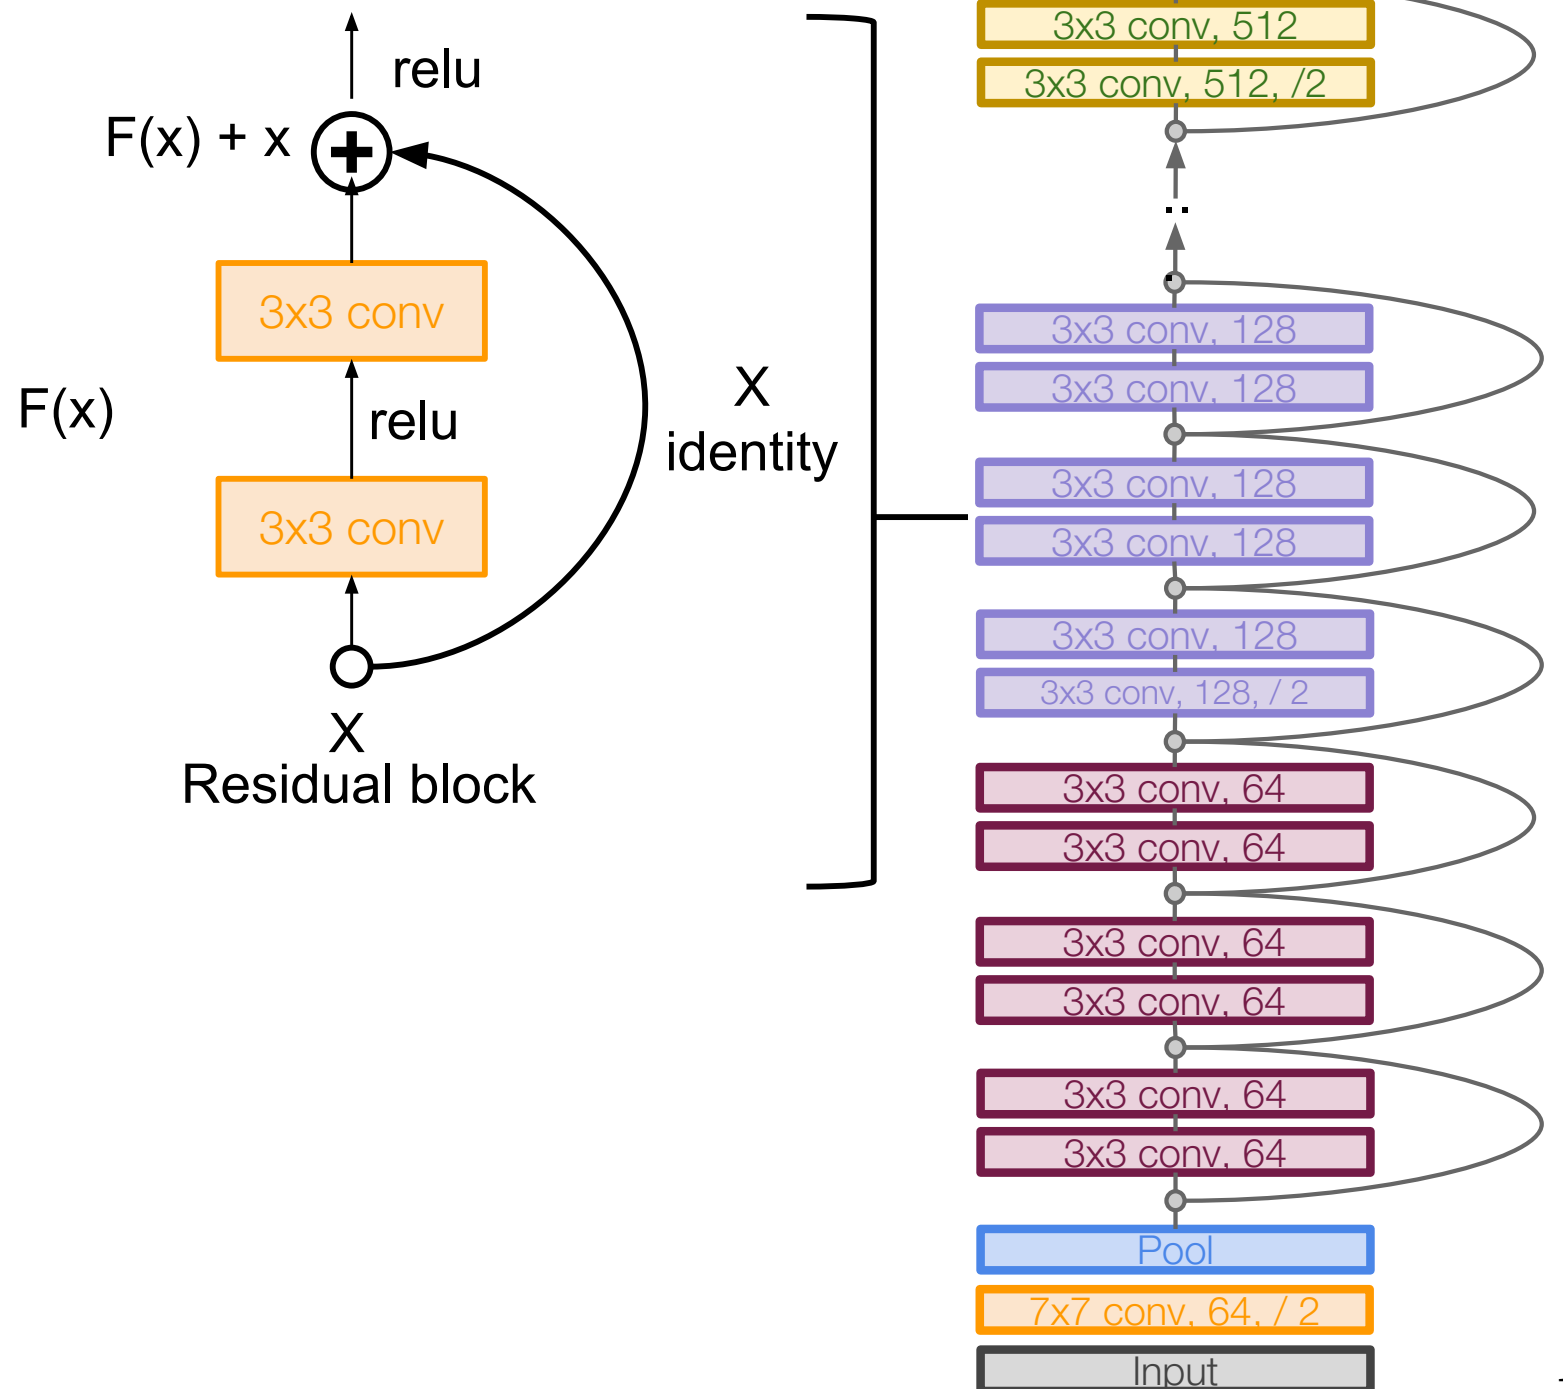 relu
F(x) + x
3x3 conv
F(x)
relu
X
identity
3x3 conv
X
Residual block
3x3 conv, 512
3x3 conv, 512, /2
..
.
3x3 conv, 128
3x3 conv, 128
3x3 conv, 128
3x3 conv, 128
3x3 conv, 128
3x3 conv, 128, / 2
3x3 conv, 64
3x3 conv, 64
3x3 conv, 64
3x3 conv, 64
3x3 conv, 64
3x3 conv, 64
Pool
7x7 conv, 64, / 2
Input